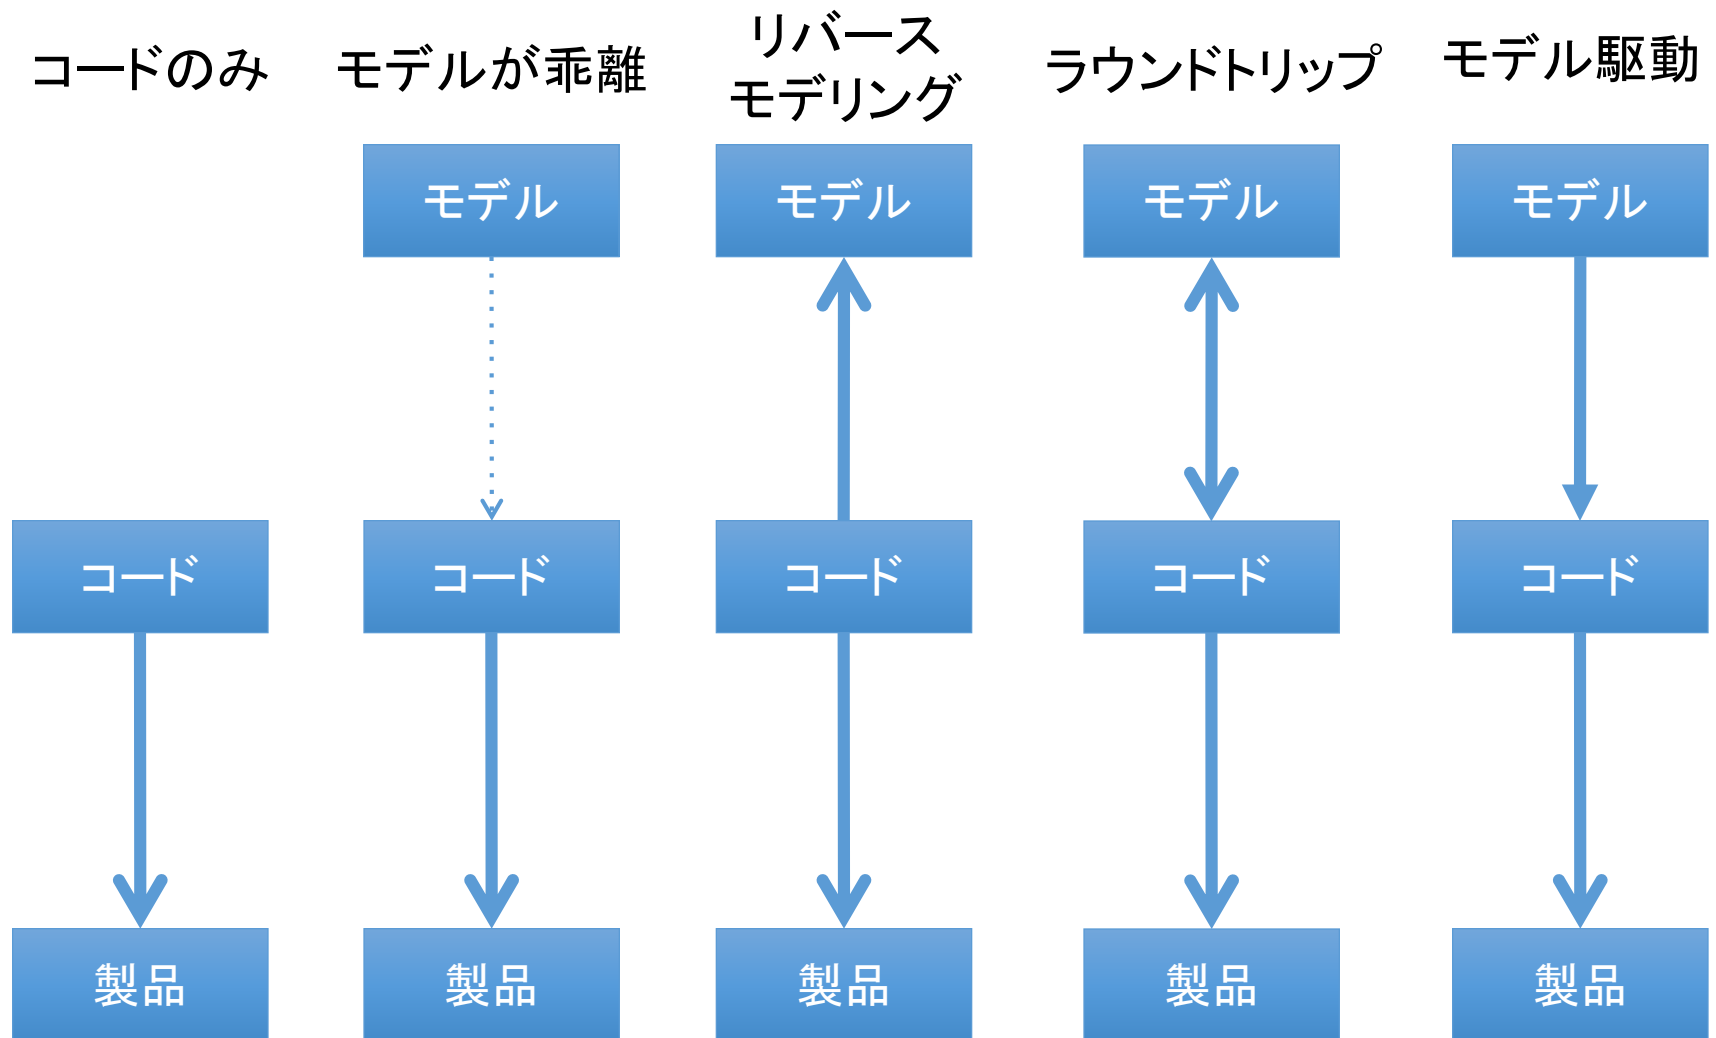 コードのみ
モデルが乖離
リバース
モデリング
ラウンドトリップ
モデル駆動
モデル
モデル
モデル
モデル
コード
コード
コード
コード
コード
製品
製品
製品
製品
製品